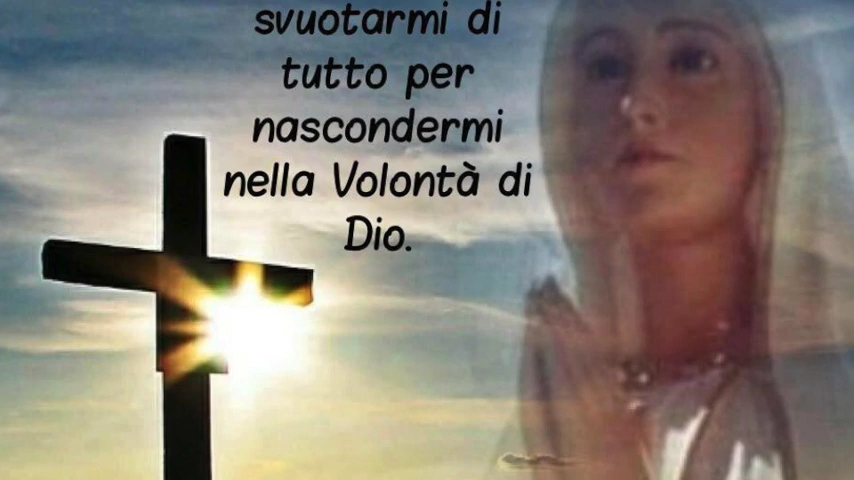 svuotarmi di
tutto per
nascondermi
nella Volontà di
Dio.